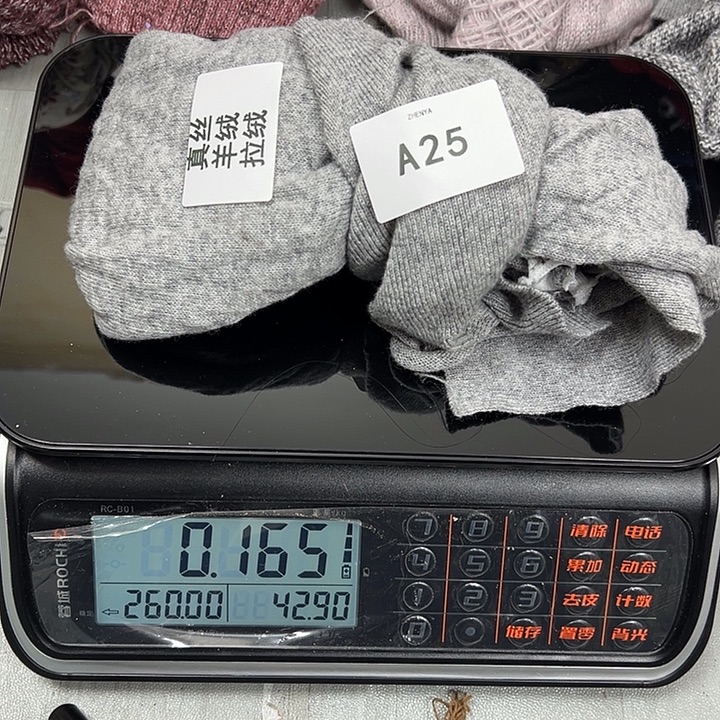 真丝
羊绒
拉绒
ZHENYA
A25
RC-B01
蓉城ROCHI
0.165
260.00 42.90
7 8 9 清除 电话
4 5 6 累加 动态
1 2 3 去皮 计数
0 . 储存 置零 背光